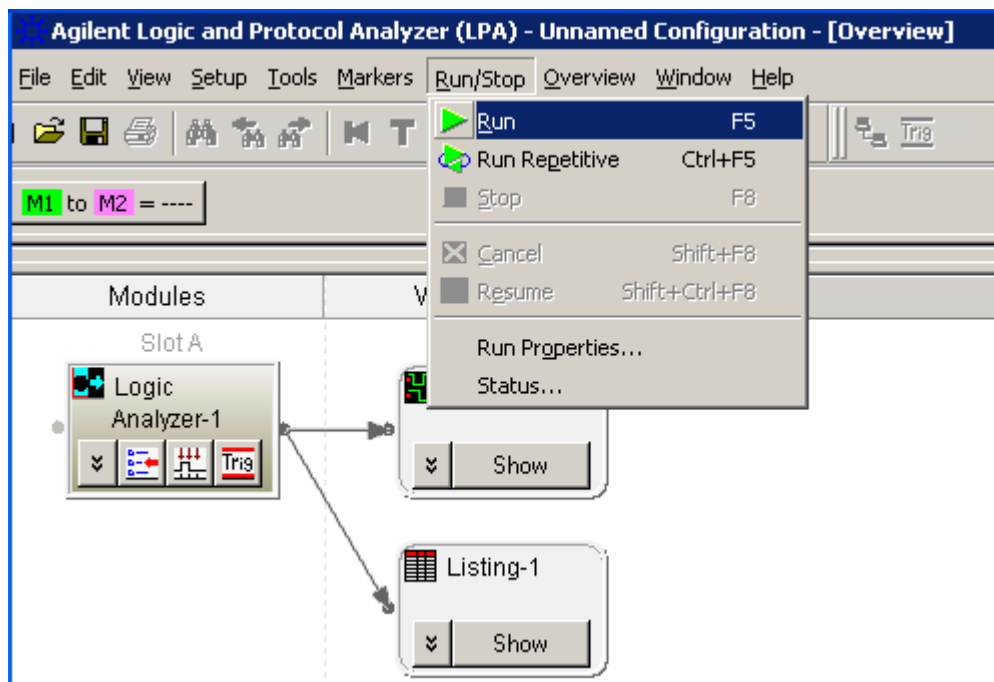 Agilent Logic and Protocol Analyzer (LPA) - Unnamed Configuration - [Overview]
File Edit View Setup Tools Markers Run/Stop Overview Window Help
T
Trig
Run F5
Run Repetitive Ctrl+F5
Stop F8
Cancel Shift+F8
Resume Shift+Ctrl+F8
Run Properties...
Status...
M1 to M2 = ----
Modules
V
Slot A
Logic
Analyzer-1
Trig
Show
Listing-1
Show